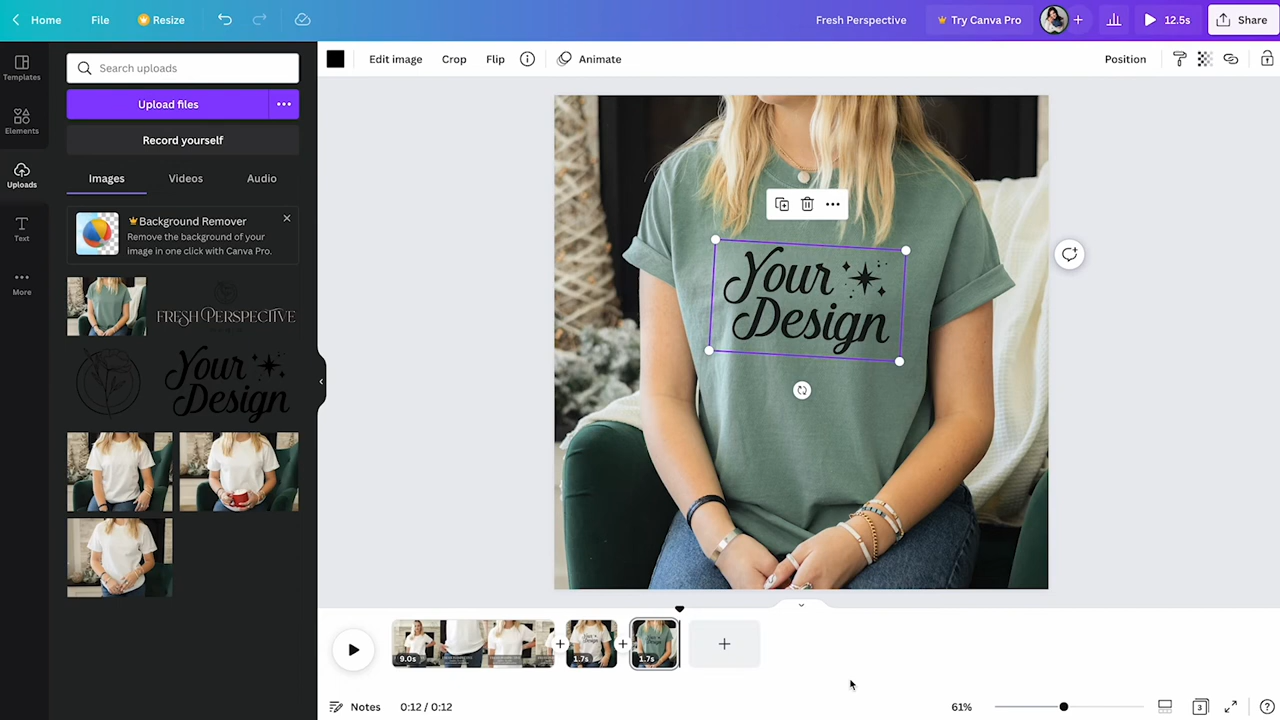 Home
File
Resize
Fresh Perspective
Try Canva Pro
12.5s
Share
Templates
Elements
Uploads
Text
More
Search uploads
Upload files
Record yourself
Images
Videos
Audio
Background Remover
Remove the background of your
image in one click with Canva Pro.
FRESH PERSPECTIVE
Your
Design
Edit image
Crop
Flip
Animate
Position
Your
Design
9.0s
1.7s
1.7s
Notes
0:12 / 0:12
61%
3